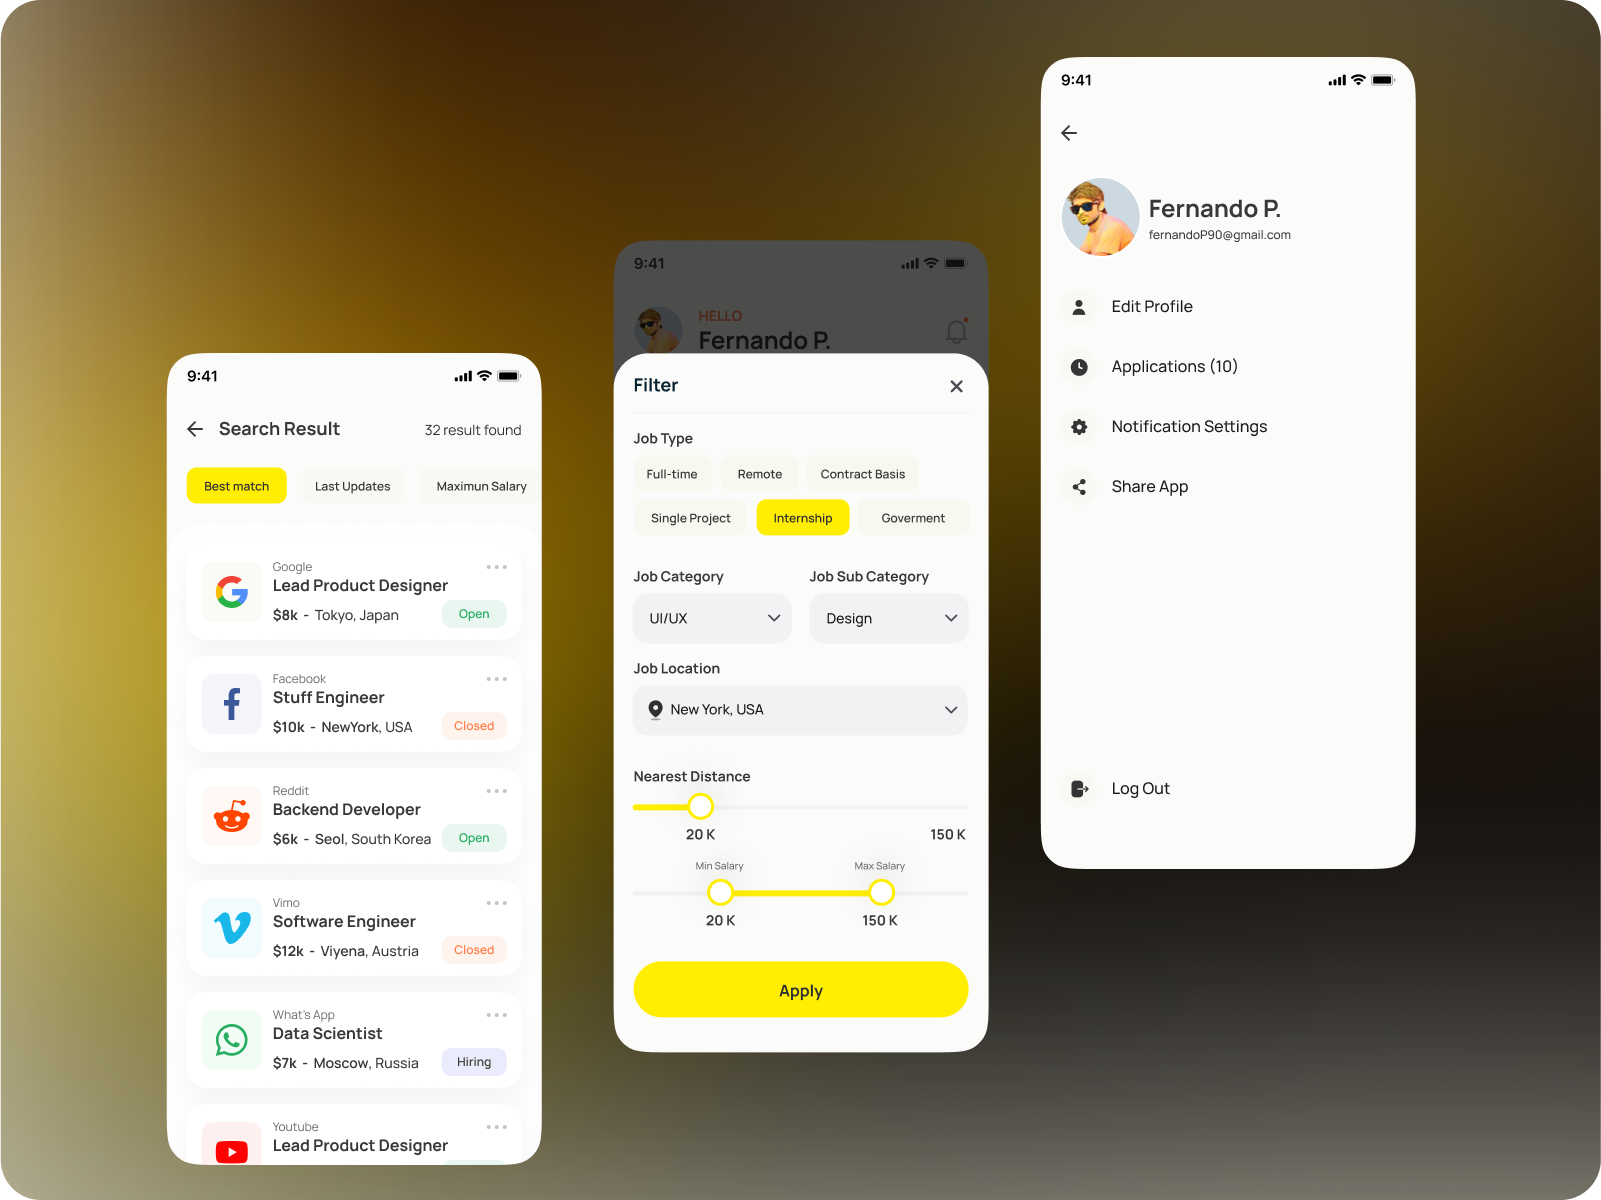 9:41
Search Result
32 result found
Best match
Last Updates
Maximun Salary
Google
Lead Product Designer
$8k - Tokyo, Japan
Open
Facebook
Stuff Engineer
$10k - NewYork, USA
Closed
Reddit
Backend Developer
$6k - Seol, South Korea
Open
Vimo
Software Engineer
$12k - Viyena, Austria
Closed
What's App
Data Scientist
$7k - Moscow, Russia
Hiring
Youtube
Lead Product Designer
9:41
HELLO
Fernando P.
Filter
Job Type
Full-time
Remote
Contract Basis
Single Project
Internship
Goverment
Job Category
Job Sub Category
UI/UX
Design
Job Location
New York, USA
Nearest Distance
20 K
150 K
Min Salary
Max Salary
20 K
150 K
Apply
9:41
Fernando P.
fernandoP90@gmail.com
Edit Profile
Applications (10)
Notification Settings
Share App
Log Out